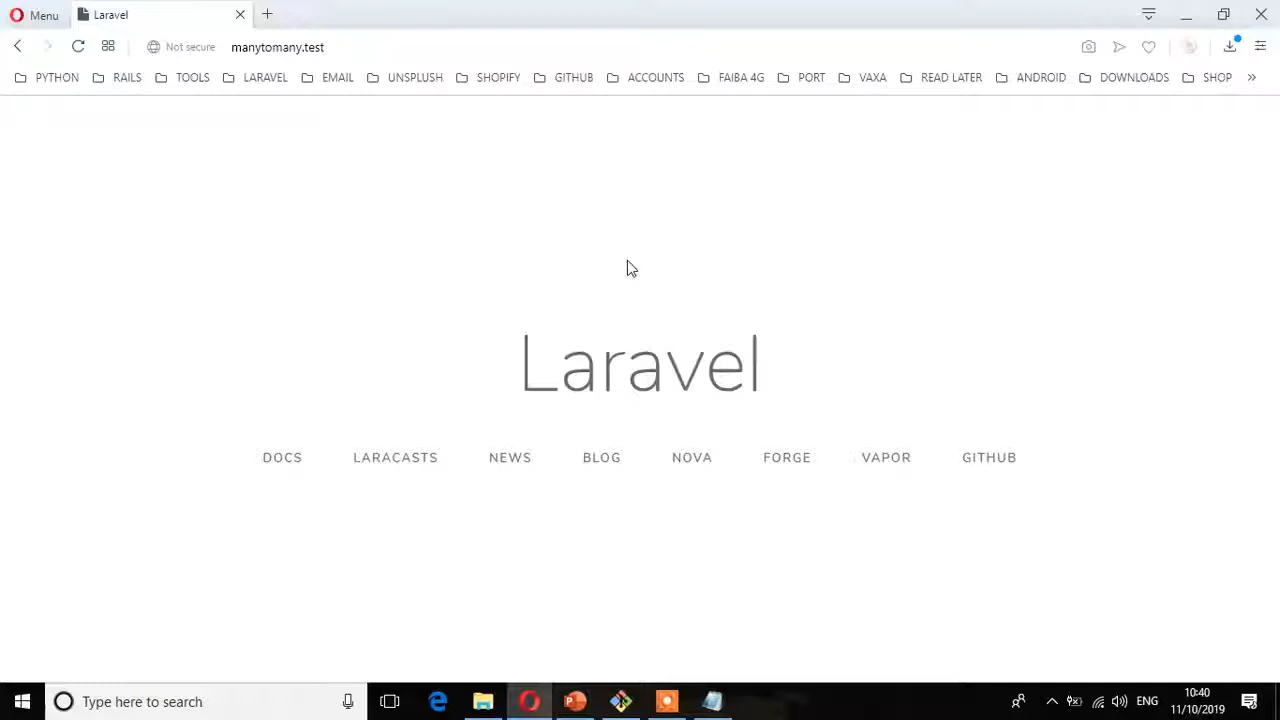 Menu Laravel
Not secure manytomany.test
PYTHON RAILS TOOLS LARAVEL EMAIL UNSPLUSH SHOPIFY GITHUB ACCOUNTS FAIBA 4G PORT VAXA READ LATER ANDROID DOWNLOADS SHOP »
Laravel
DOCS LARACASTS NEWS BLOG NOVA FORGE VAPOR GITHUB
Type here to search ENG 10:40
11/10/2019